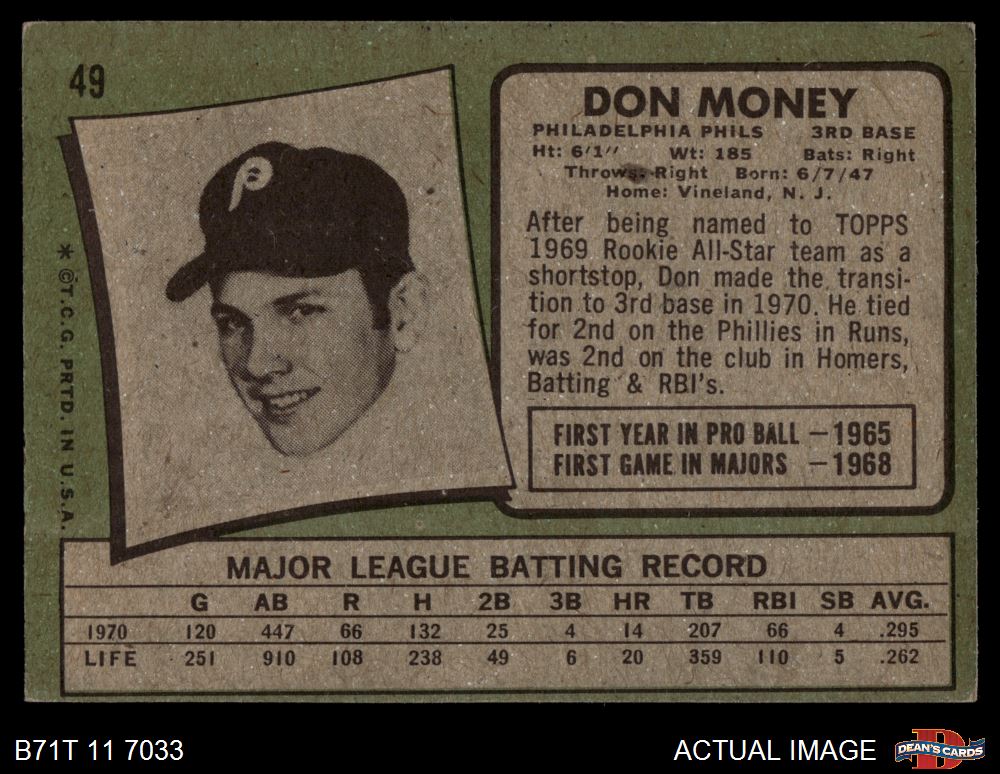 49
DON MONEY
PHILADELPHIA PHILS 3RD BASE
Ht: 6'1" Wt: 185 Bats: Right
Throws: Right Born: 6/7/47
Home: Vineland, N. J.
After being named to TOPPS
1969 Rookie All-Star team as a
shortstop, Don made the transi-
tion to 3rd base in 1970. He tied
for 2nd on the Phillies in Runs,
was 2nd on the club in Homers,
Batting & RBI's.
FIRST YEAR IN PRO BALL — 1965
FIRST GAME IN MAJORS — 1968
P
* ©T.C.G. PRTD. IN U.S.A.
MAJOR LEAGUE BATTING RECORD
G AB R H 2B 3B HR TB RBI SB AVG.
1970 120 447 66 132 25 4 14 207 66 4 .295
LIFE 251 910 108 238 49 6 20 359 110 5 .262
B71T 11 7033
ACTUAL IMAGE
D
DEAN'S CARDS